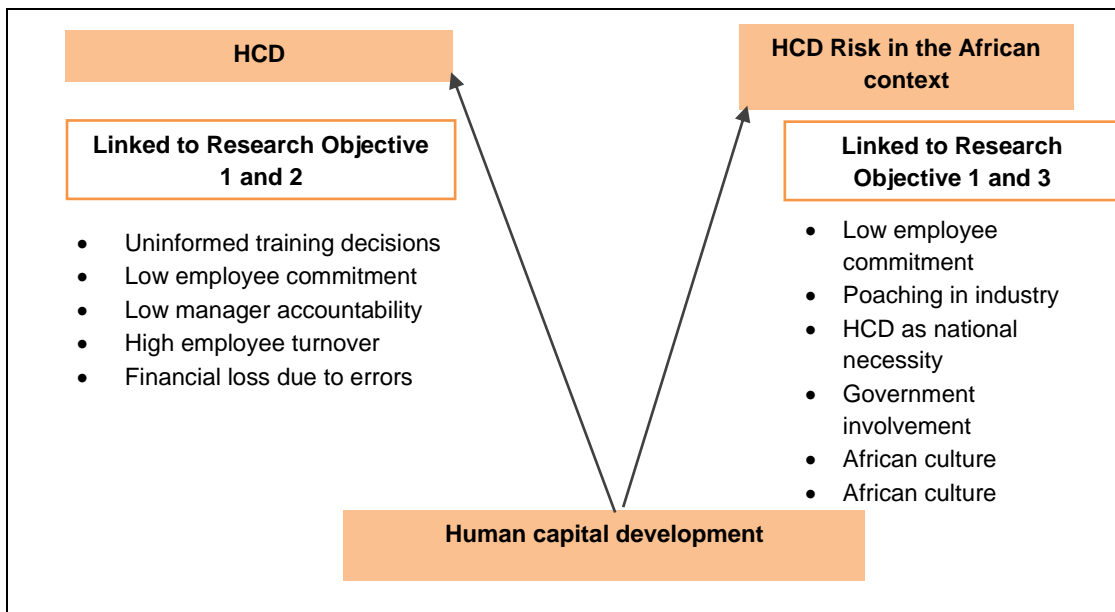 HCD
Linked to Research Objective
1 and 2
• Uninformed training decisions
• Low employee commitment
• Low manager accountability
• High employee turnover
• Financial loss due to errors
HCD Risk in the African
context
Linked to Research
Objective 1 and 3
• Low employee
commitment
• Poaching in industry
• HCD as national
necessity
• Government
involvement
• African culture
• African culture
Human capital development